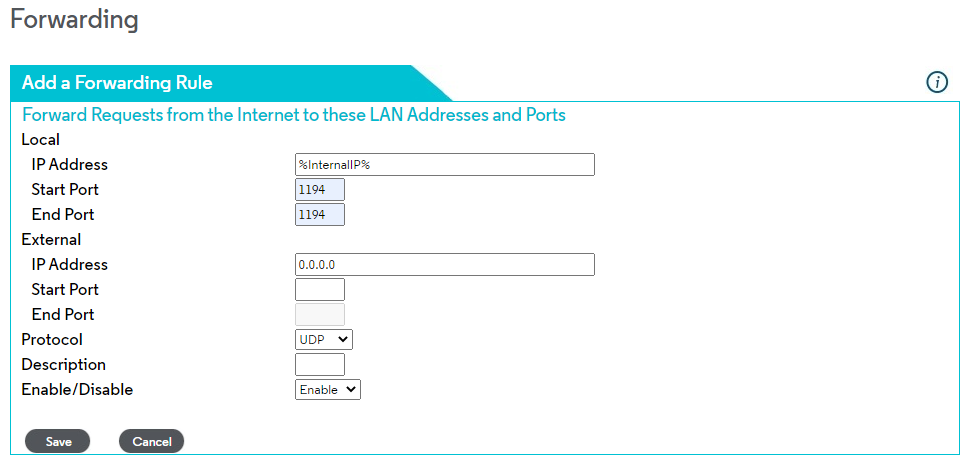 Forwarding
Add a Forwarding Rule
i
Forward Requests from the Internet to these LAN Addresses and Ports
Local
IP Address %InternalIP%
Start Port 1194
End Port 1194
External
IP Address 0.0.0.0
Start Port
End Port
Protocol UDP
Description
Enable/Disable Enable
Save Cancel